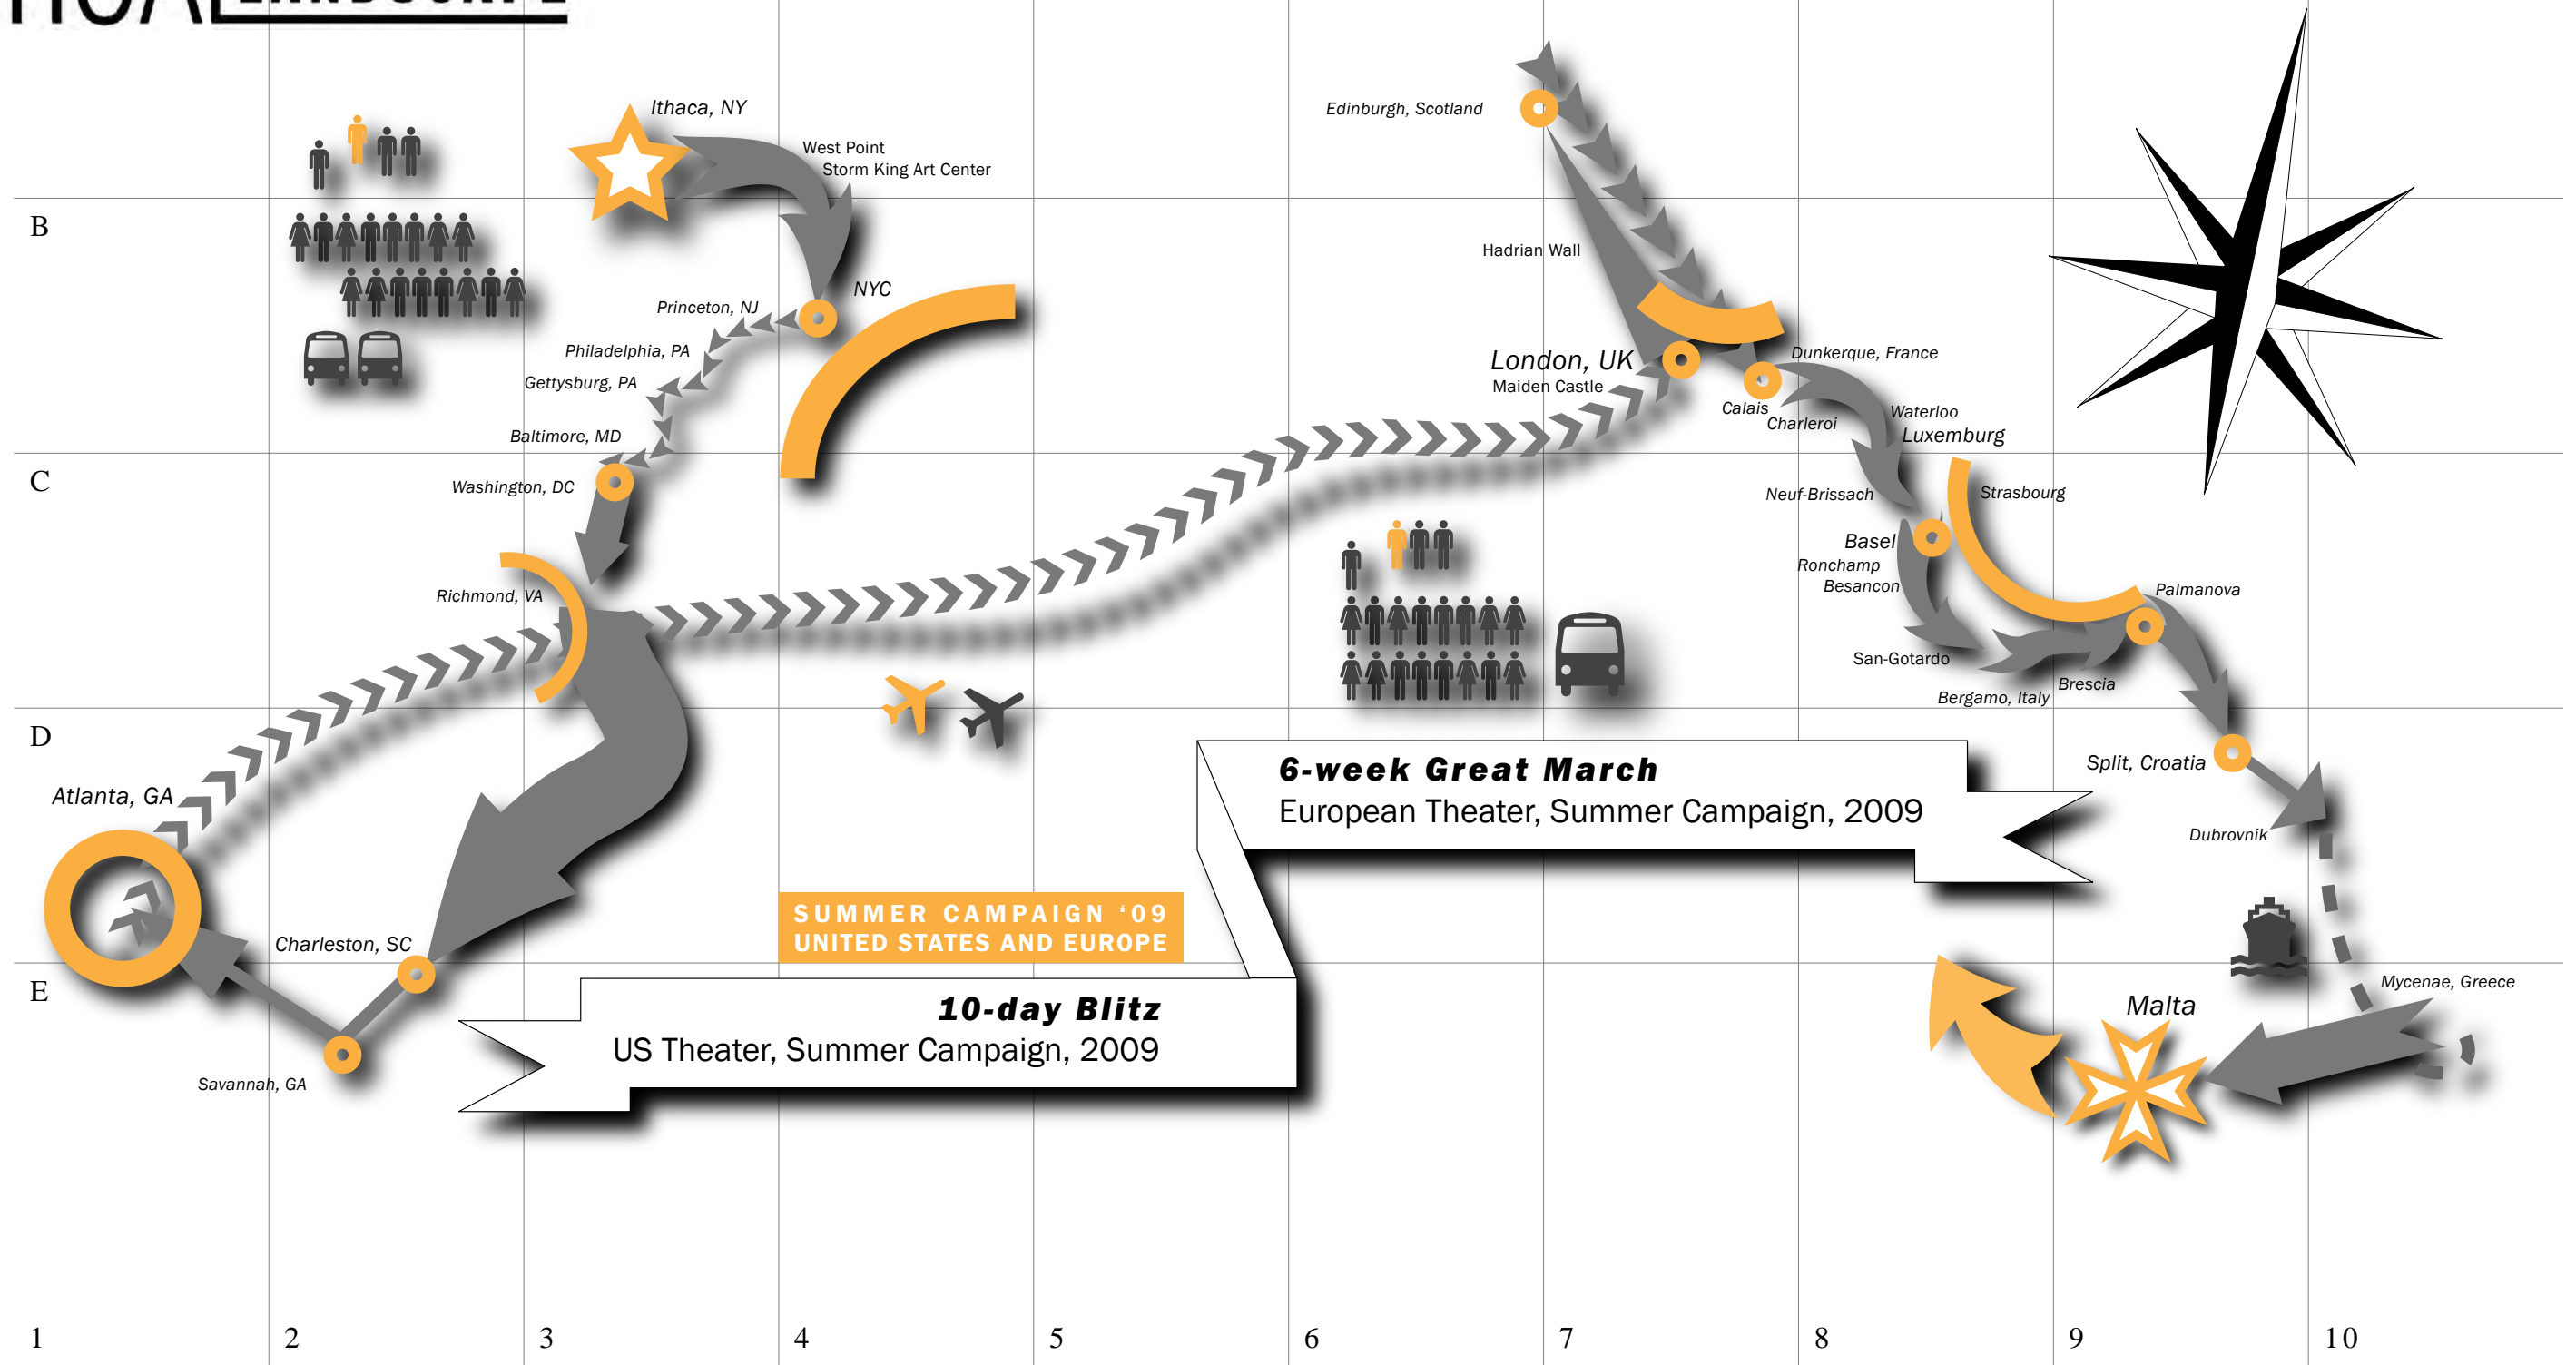 LANDSCAPE
Ithaca, NY
West Point
Storm King Art Center
Edinburgh, Scotland
B
Hadrian Wall
NYC
Princeton, NJ
Philadelphia, PA
Gettysburg, PA
Baltimore, MD
London, UK
Maiden Castle
Dunkerque, France
Calais
Charleroi
Waterloo
Luxemburg
C
Washington, DC
Neuf-Brissach
Strasbourg
Basel
Ronchamp
Besancon
Richmond, VA
Palmanova
San-Gotardo
Bergamo, Italy
Brescia
D
Atlanta, GA
6-week Great March
European Theater, Summer Campaign, 2009
Split, Croatia
Dubrovnik
SUMMER CAMPAIGN ‘09
UNITED STATES AND EUROPE
Charleston, SC
E
10-day Blitz
US Theater, Summer Campaign, 2009
Mycenae, Greece
Malta
Savannah, GA
1 2 3 4 5 6 7 8 9 10